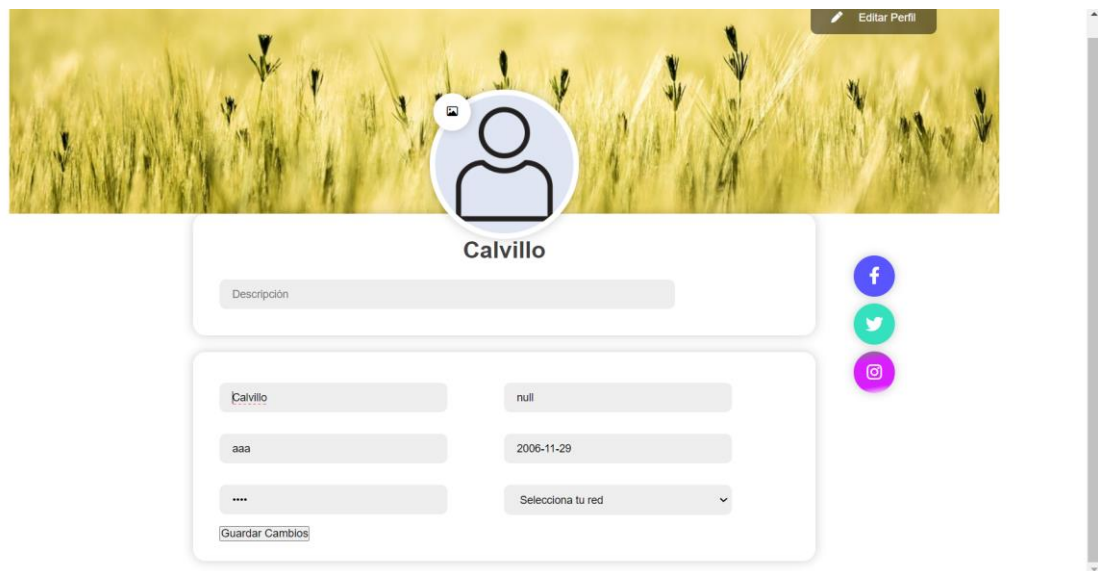 Editar Perfil
Calvillo
Descripción
Calvillo
null
aaa
2006-11-29
••••
Selecciona tu red
Guardar Cambios